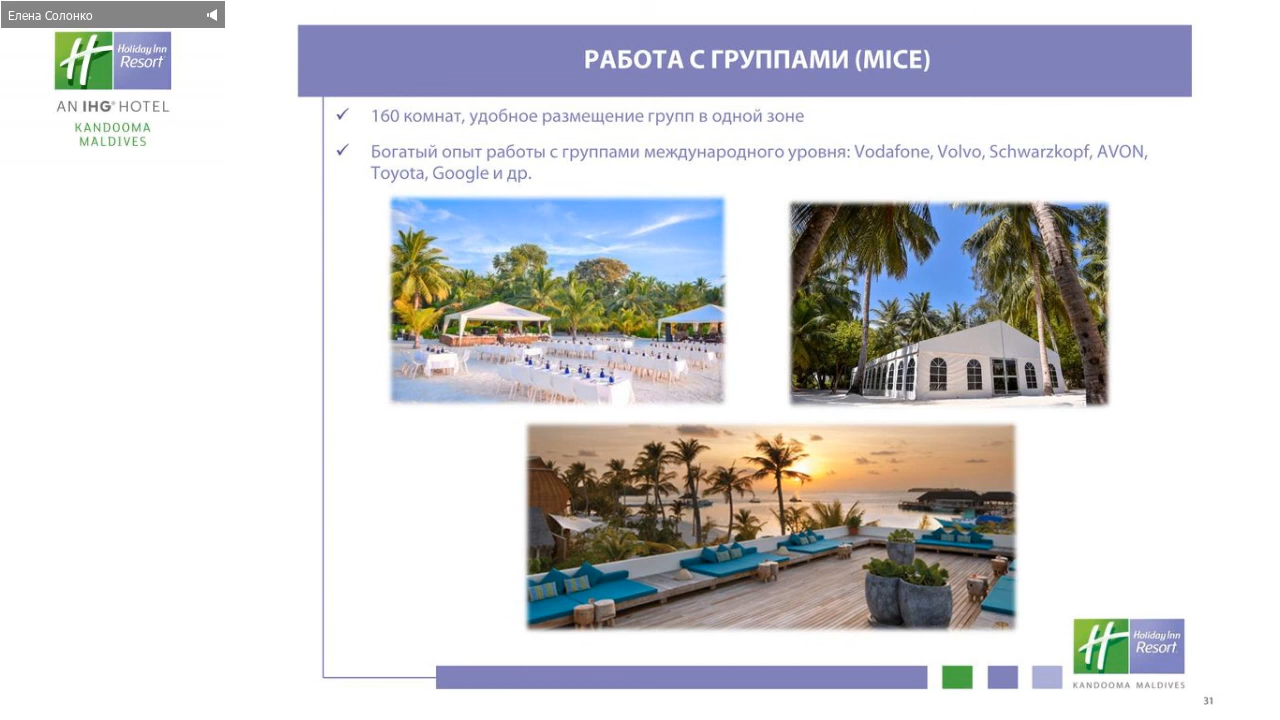 Елена Солонко
Holiday Inn
Resort
AN IHG® HOTEL
KANDOOMA
MALDIVES
РАБОТА С ГРУППАМИ (MICE)
160 комнат, удобное размещение групп в одной зоне
Богатый опыт работы с группами международного уровня: Vodafone, Volvo, Schwarzkopf, AVON,
Toyota, Google и др.
Holiday Inn
Resort
KANDOOMA MALDIVES
31